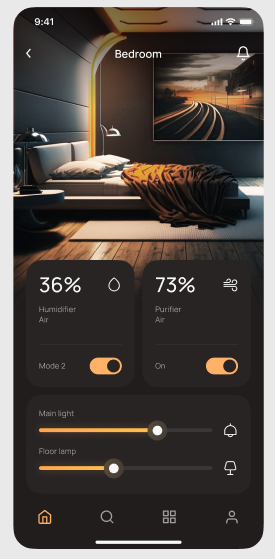 9:41
Bedroom
36%
Humidifier
Air
Mode 2
73%
Purifier
Air
On
Main light
Floor lamp